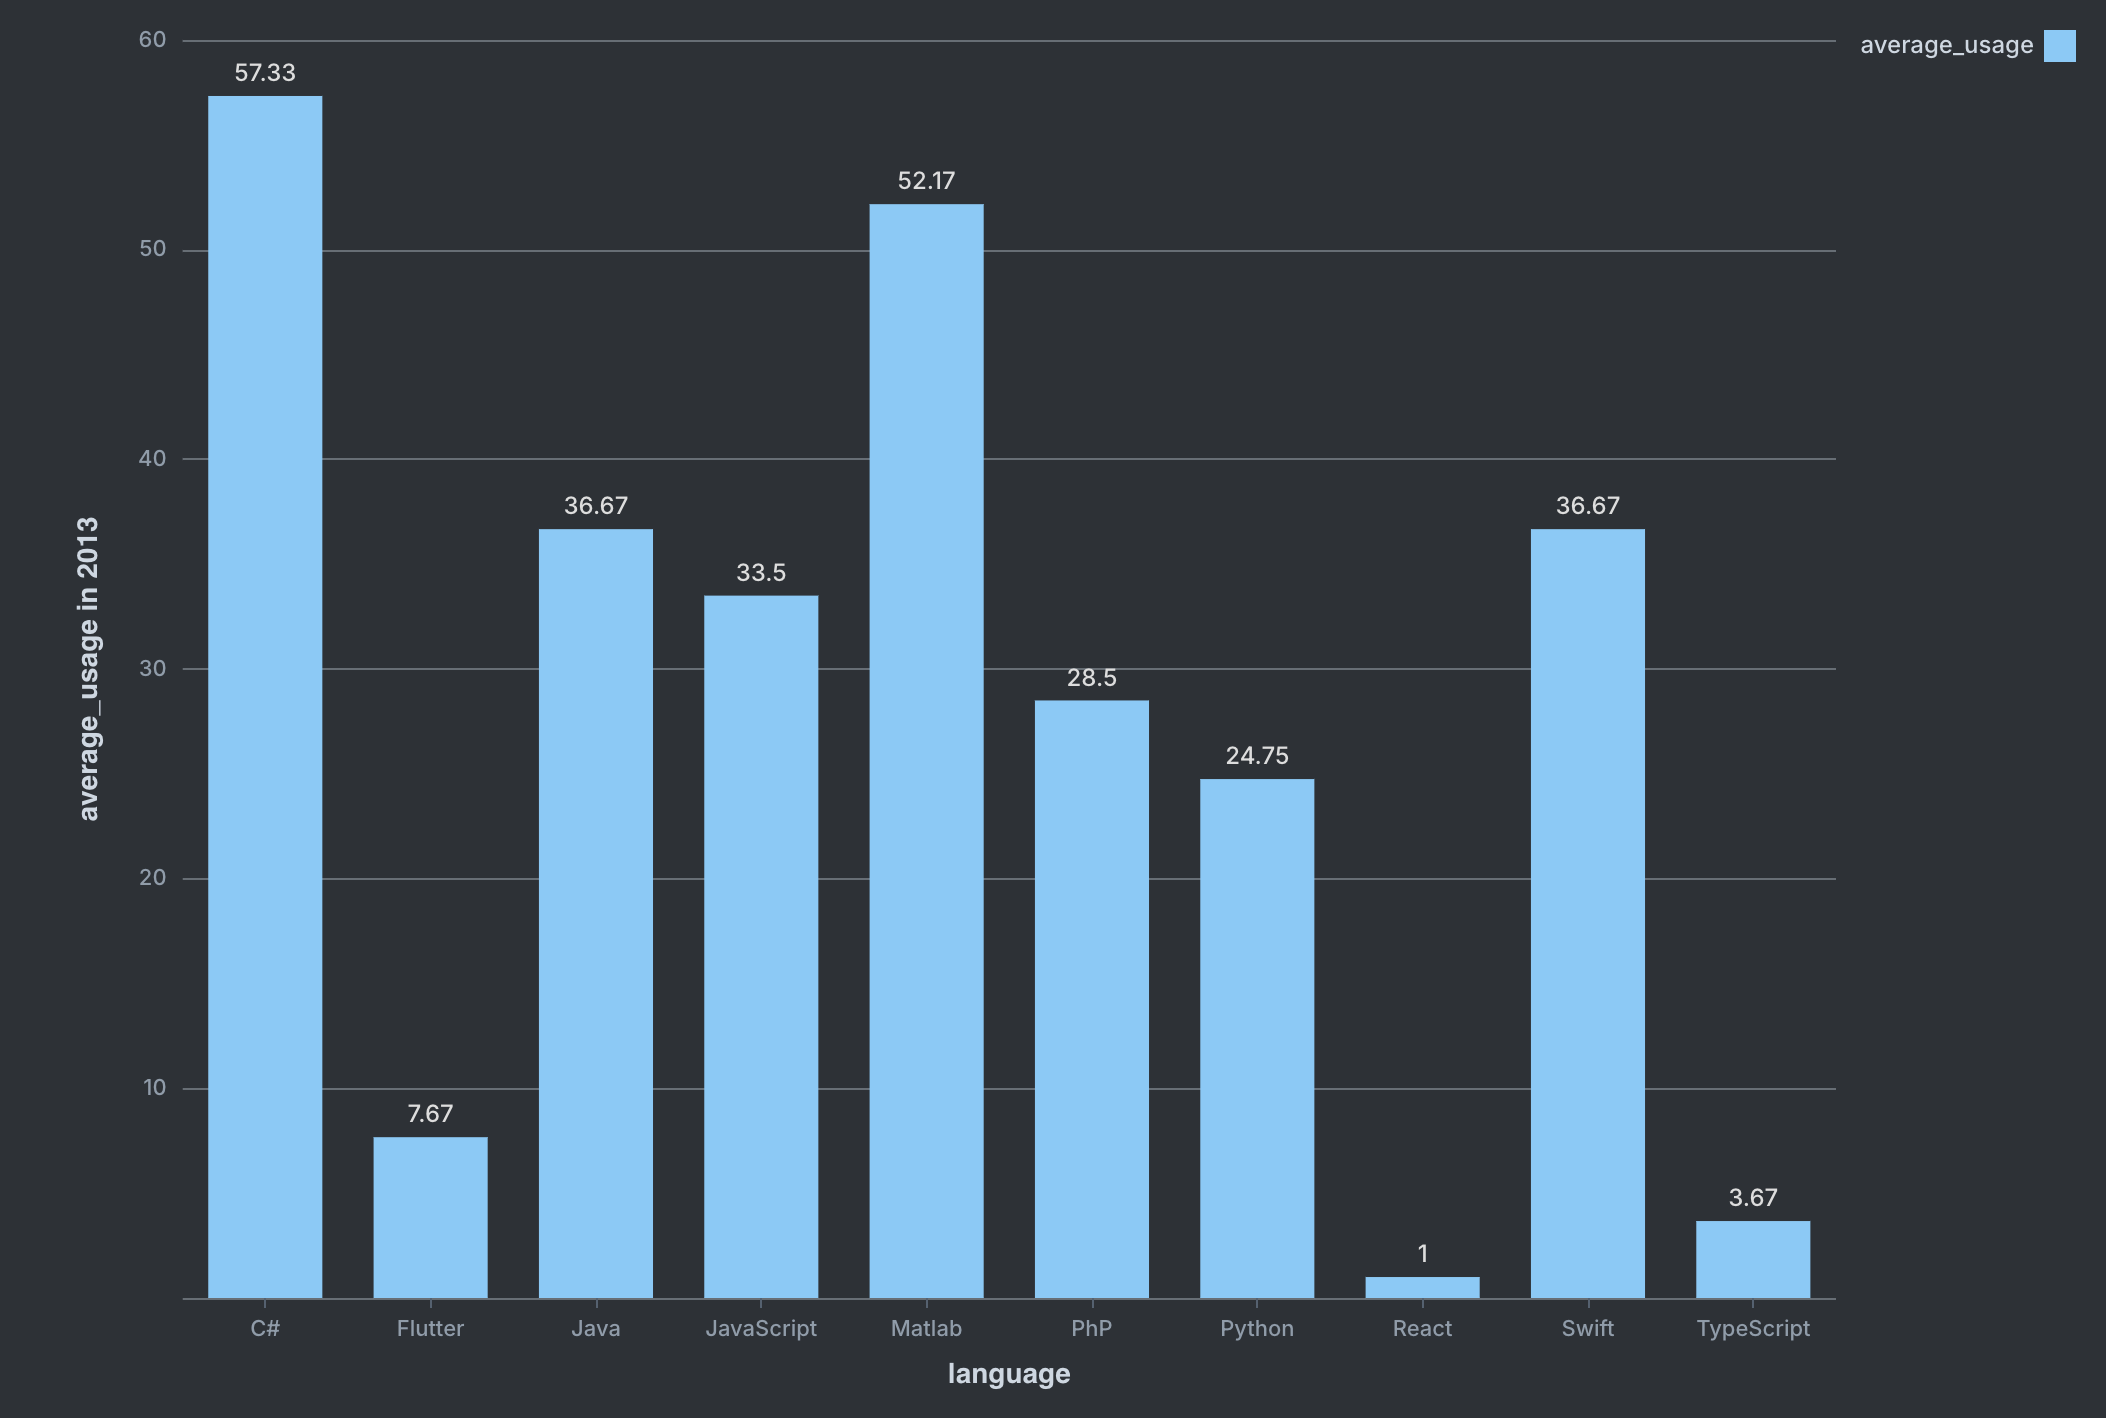 average_usage
60
50
40
30
20
10
average_usage in 2013
57.33
7.67
36.67
33.5
52.17
28.5
24.75
1
36.67
3.67
C#
Flutter
Java
JavaScript
Matlab
PhP
Python
React
Swift
TypeScript
language